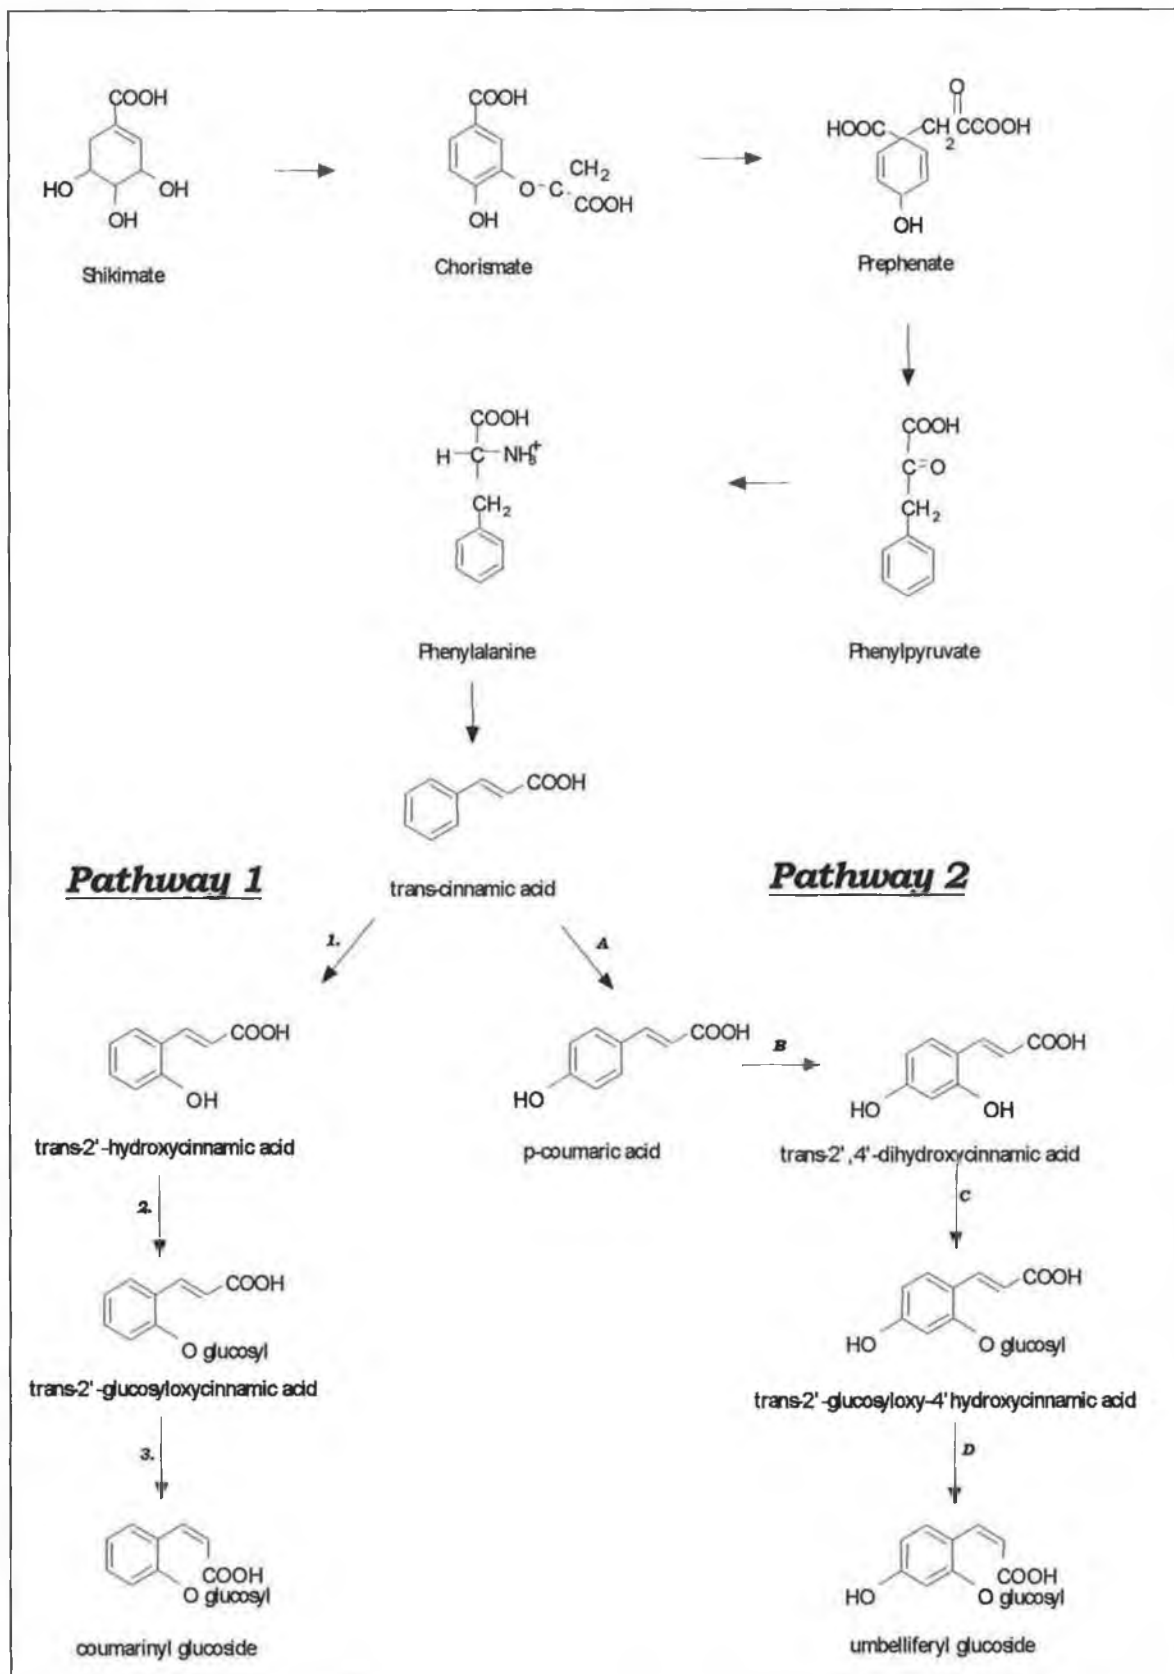 COOH
HO
OH
OH
Shikimate
COOH
O-C
CH2
COOH
OH
Chorismate
O
HOOC
CH2
CCOOH
OH
Prephenate
COOH
H-C-NH3+
CH2
Phenylalanine
COOH
C=O
CH2
Phenylpyruvate
COOH
trans-cinnamic acid
Pathway 1
Pathway 2
1.
A
COOH
OH
trans-2'-hydroxycinnamic acid
COOH
HO
p-coumaric acid
B
COOH
HO
OH
trans-2',4'-dihydroxycinnamic acid
2.
C
COOH
O glucosyl
trans-2'-glucosyloxycinnamic acid
COOH
HO
O glucosyl
trans-2'-glucosyloxy-4'hydroxycinnamic acid
3.
D
COOH
O glucosyl
coumarinyl glucoside
COOH
HO
O glucosyl
umbelliferyl glucoside